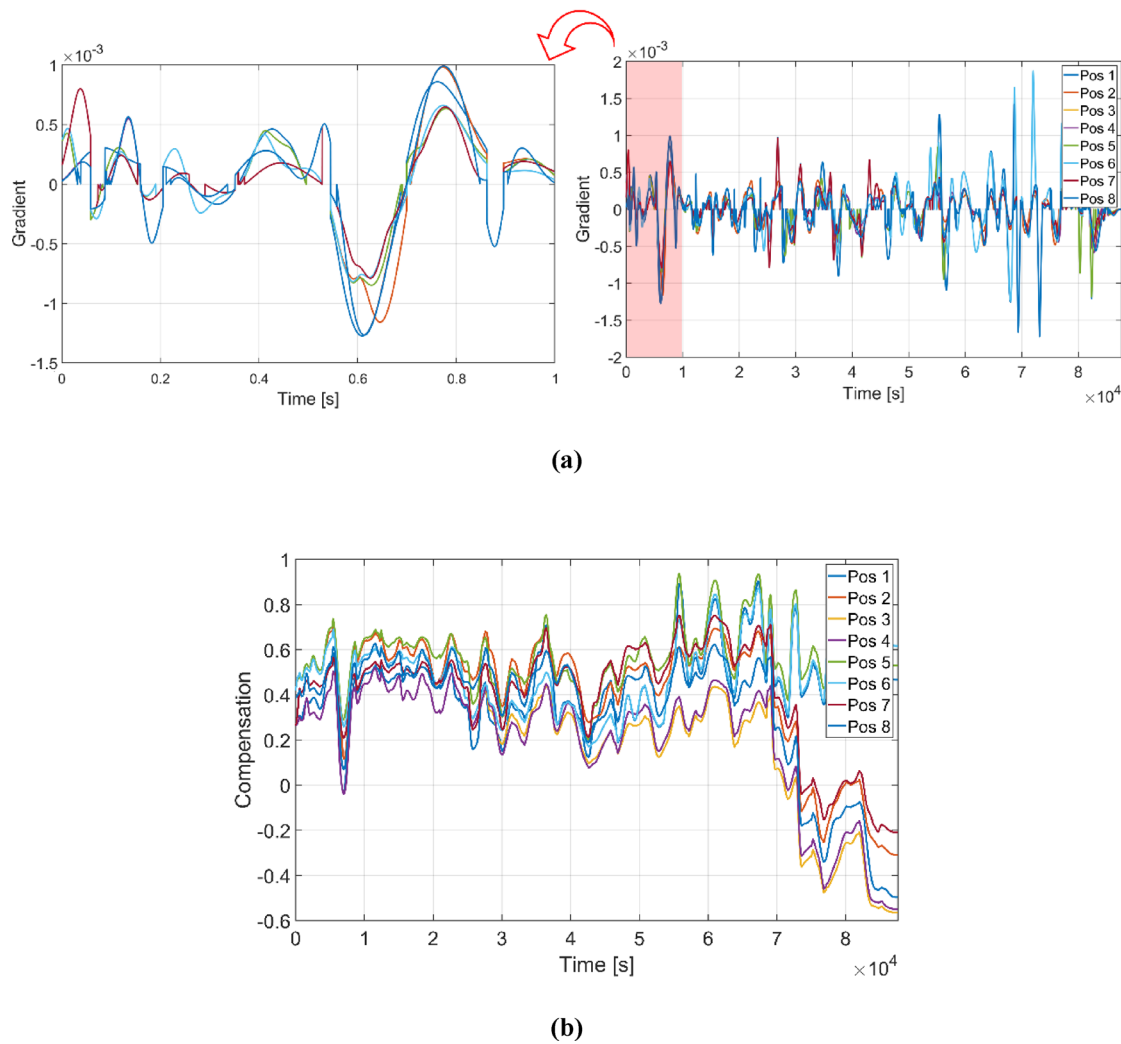 ×10⁻³
1
0.5
0
-0.5
-1
-1.5
Gradient
0 0.2 0.4 0.6 0.8 1
Time [s]
×10⁻³
2
1.5
1
0.5
0
-0.5
-1
-1.5
-2
Gradient
Pos 1
Pos 2
Pos 3
Pos 4
Pos 5
Pos 6
Pos 7
Pos 8
0 1 2 3 4 5 6 7 8
Time [s]
×10⁴
(a)
1
0.8
0.6
0.4
0.2
0
-0.2
-0.4
-0.6
Compensation
Pos 1
Pos 2
Pos 3
Pos 4
Pos 5
Pos 6
Pos 7
Pos 8
0 1 2 3 4 5 6 7 8
Time [s]
×10⁴
(b)